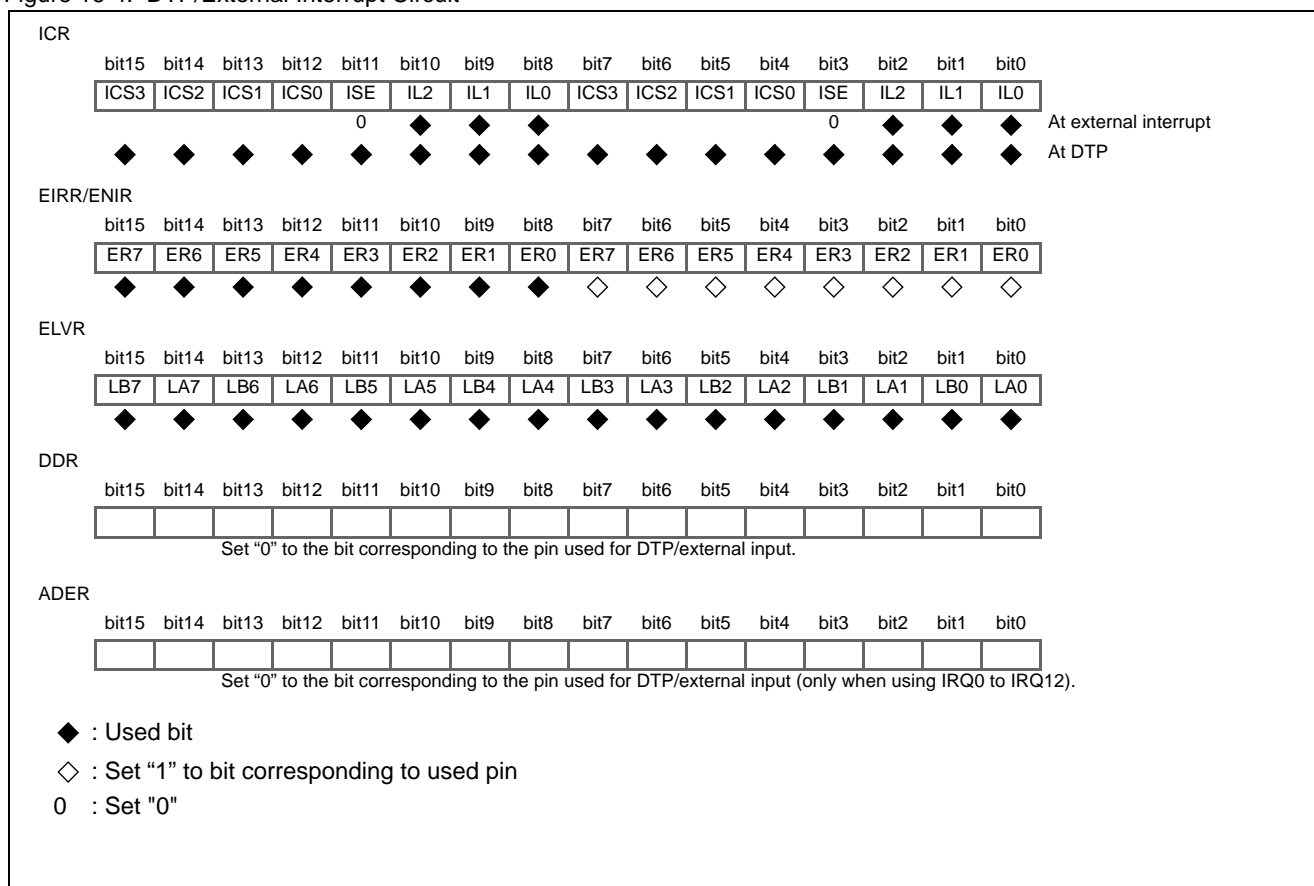 Figure 16-4. DTP/External Interrupt Circuit
ICR
bit15 bit14 bit13 bit12 bit11 bit10 bit9 bit8 bit7 bit6 bit5 bit4 bit3 bit2 bit1 bit0
ICS3 ICS2 ICS1 ICS0 ISE IL2 IL1 IL0 ICS3 ICS2 ICS1 ICS0 ISE IL2 IL1 IL0
0 ◆ ◆ ◆ 0 ◆ ◆ ◆ At external interrupt
◆ ◆ ◆ ◆ ◆ ◆ ◆ ◆ ◆ ◆ ◆ ◆ ◆ ◆ ◆ ◆ At DTP
EIRR/ENIR
bit15 bit14 bit13 bit12 bit11 bit10 bit9 bit8 bit7 bit6 bit5 bit4 bit3 bit2 bit1 bit0
ER7 ER6 ER5 ER4 ER3 ER2 ER1 ER0 ER7 ER6 ER5 ER4 ER3 ER2 ER1 ER0
◆ ◆ ◆ ◆ ◆ ◆ ◆ ◆ ◇ ◇ ◇ ◇ ◇ ◇ ◇ ◇
ELVR
bit15 bit14 bit13 bit12 bit11 bit10 bit9 bit8 bit7 bit6 bit5 bit4 bit3 bit2 bit1 bit0
LB7 LA7 LB6 LA6 LB5 LA5 LB4 LA4 LB3 LA3 LB2 LA2 LB1 LA1 LB0 LA0
◆ ◆ ◆ ◆ ◆ ◆ ◆ ◆ ◆ ◆ ◆ ◆ ◆ ◆ ◆ ◆
DDR
bit15 bit14 bit13 bit12 bit11 bit10 bit9 bit8 bit7 bit6 bit5 bit4 bit3 bit2 bit1 bit0
Set “0” to the bit corresponding to the pin used for DTP/external input.
ADER
bit15 bit14 bit13 bit12 bit11 bit10 bit9 bit8 bit7 bit6 bit5 bit4 bit3 bit2 bit1 bit0
Set “0” to the bit corresponding to the pin used for DTP/external input (only when using IRQ0 to IRQ12).
◆ : Used bit
◇ : Set “1” to bit corresponding to used pin
0 : Set "0"